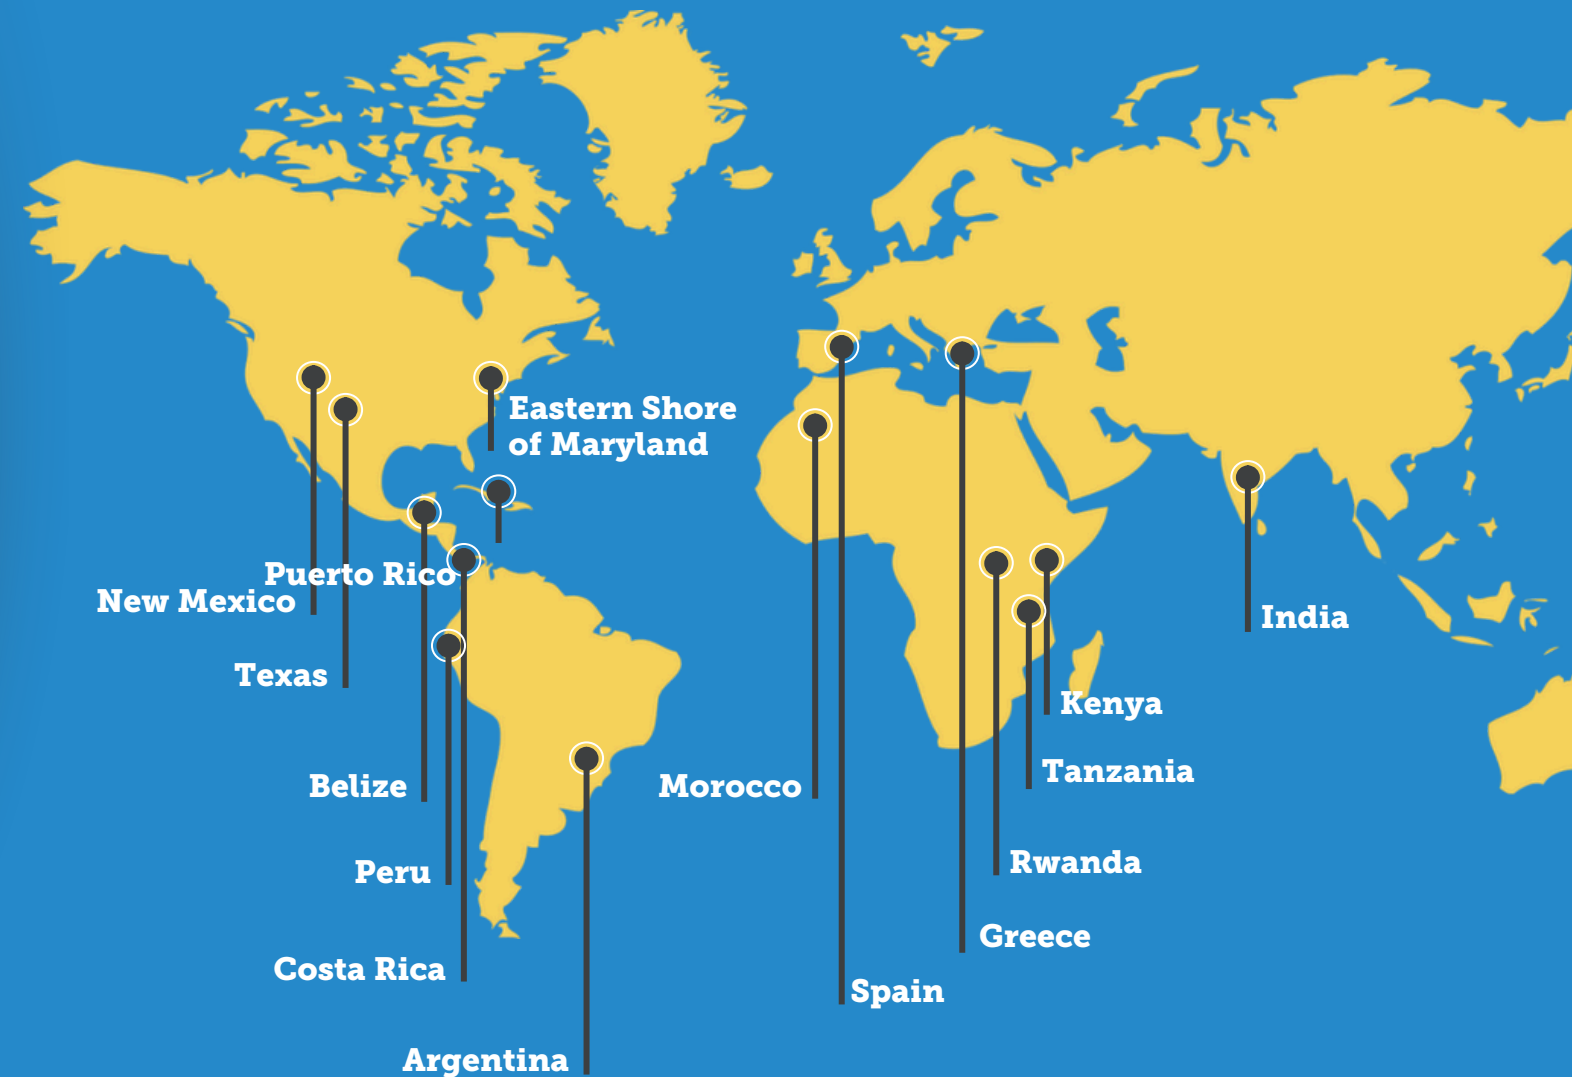 Eastern Shore
of Maryland
Puerto Rico
New Mexico
India
Texas
Kenya
Tanzania
Belize
Morocco
Rwanda
Peru
Greece
Costa Rica
Spain
Argentina